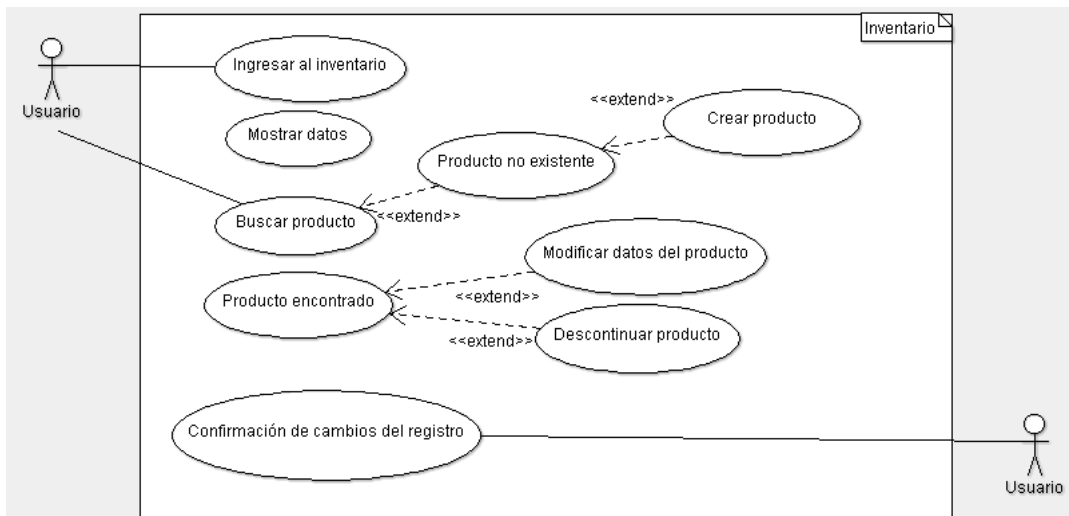 Inventario
Ingresar al inventario
Usuario
<<extend>>
Crear producto
Mostrar datos
Producto no existente
Buscar producto
<<extend>>
Modificar datos del producto
Producto encontrado
<<extend>>
Descontinuar producto
<<extend>>
Confirmación de cambios del registro
Usuario